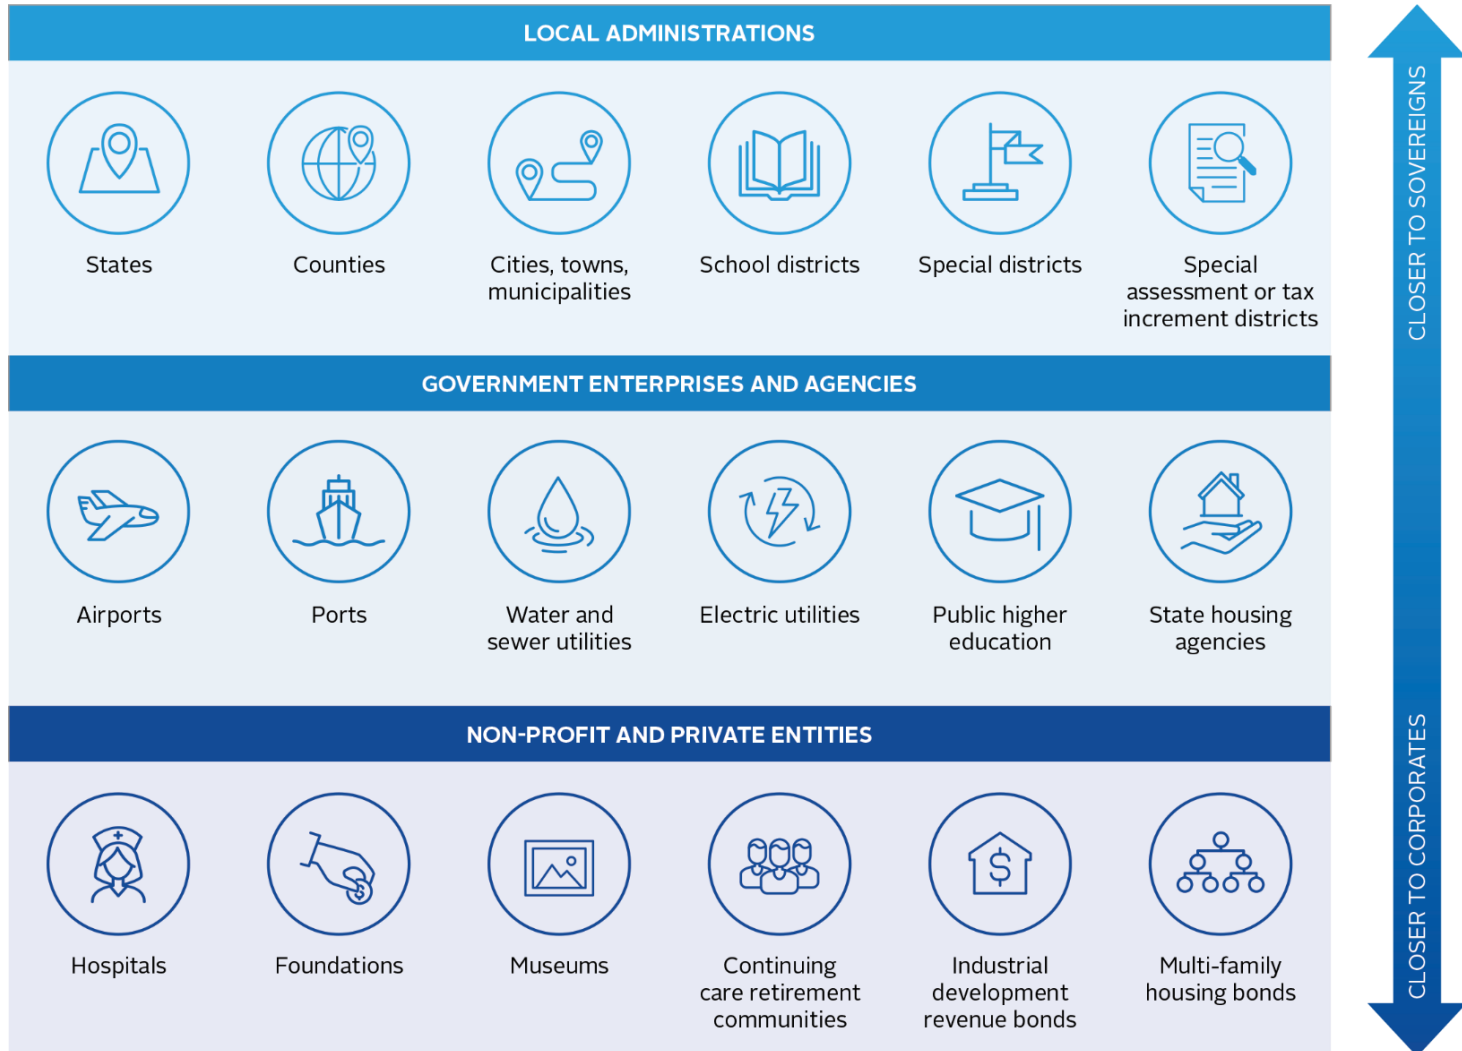 LOCAL ADMINISTRATIONS
States
Counties
Cities, towns,
municipalities
School districts
Special districts
Special
assessment or tax
increment districts
GOVERNMENT ENTERPRISES AND AGENCIES
Airports
Ports
Water and
sewer utilities
Electric utilities
Public higher
education
State housing
agencies
NON-PROFIT AND PRIVATE ENTITIES
Hospitals
Foundations
Museums
Continuing
care retirement
communities
Industrial
development
revenue bonds
Multi-family
housing bonds
CLOSER TO SOVEREIGNS
CLOSER TO CORPORATES